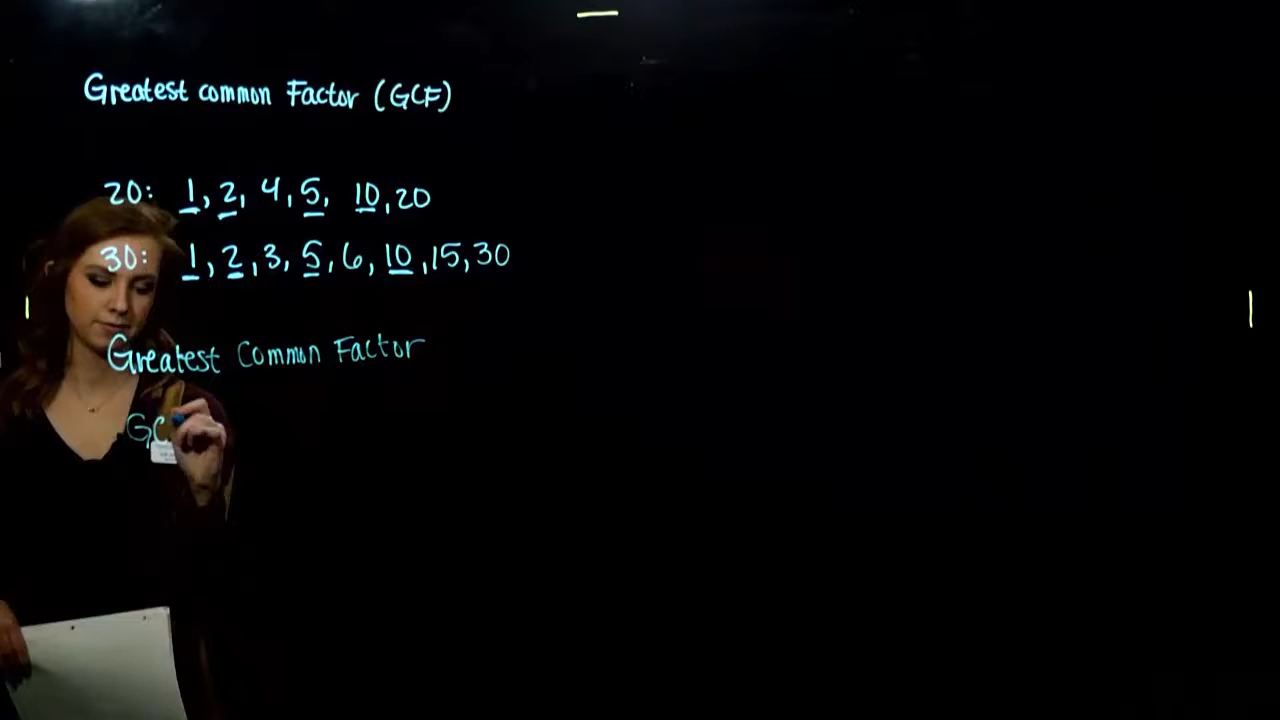 Greatest common Factor (GCF)
20: 1, 2, 4, 5, 10, 20
30: 1, 2, 3, 5, 6, 10, 15, 30
Greatest Common Factor
GC